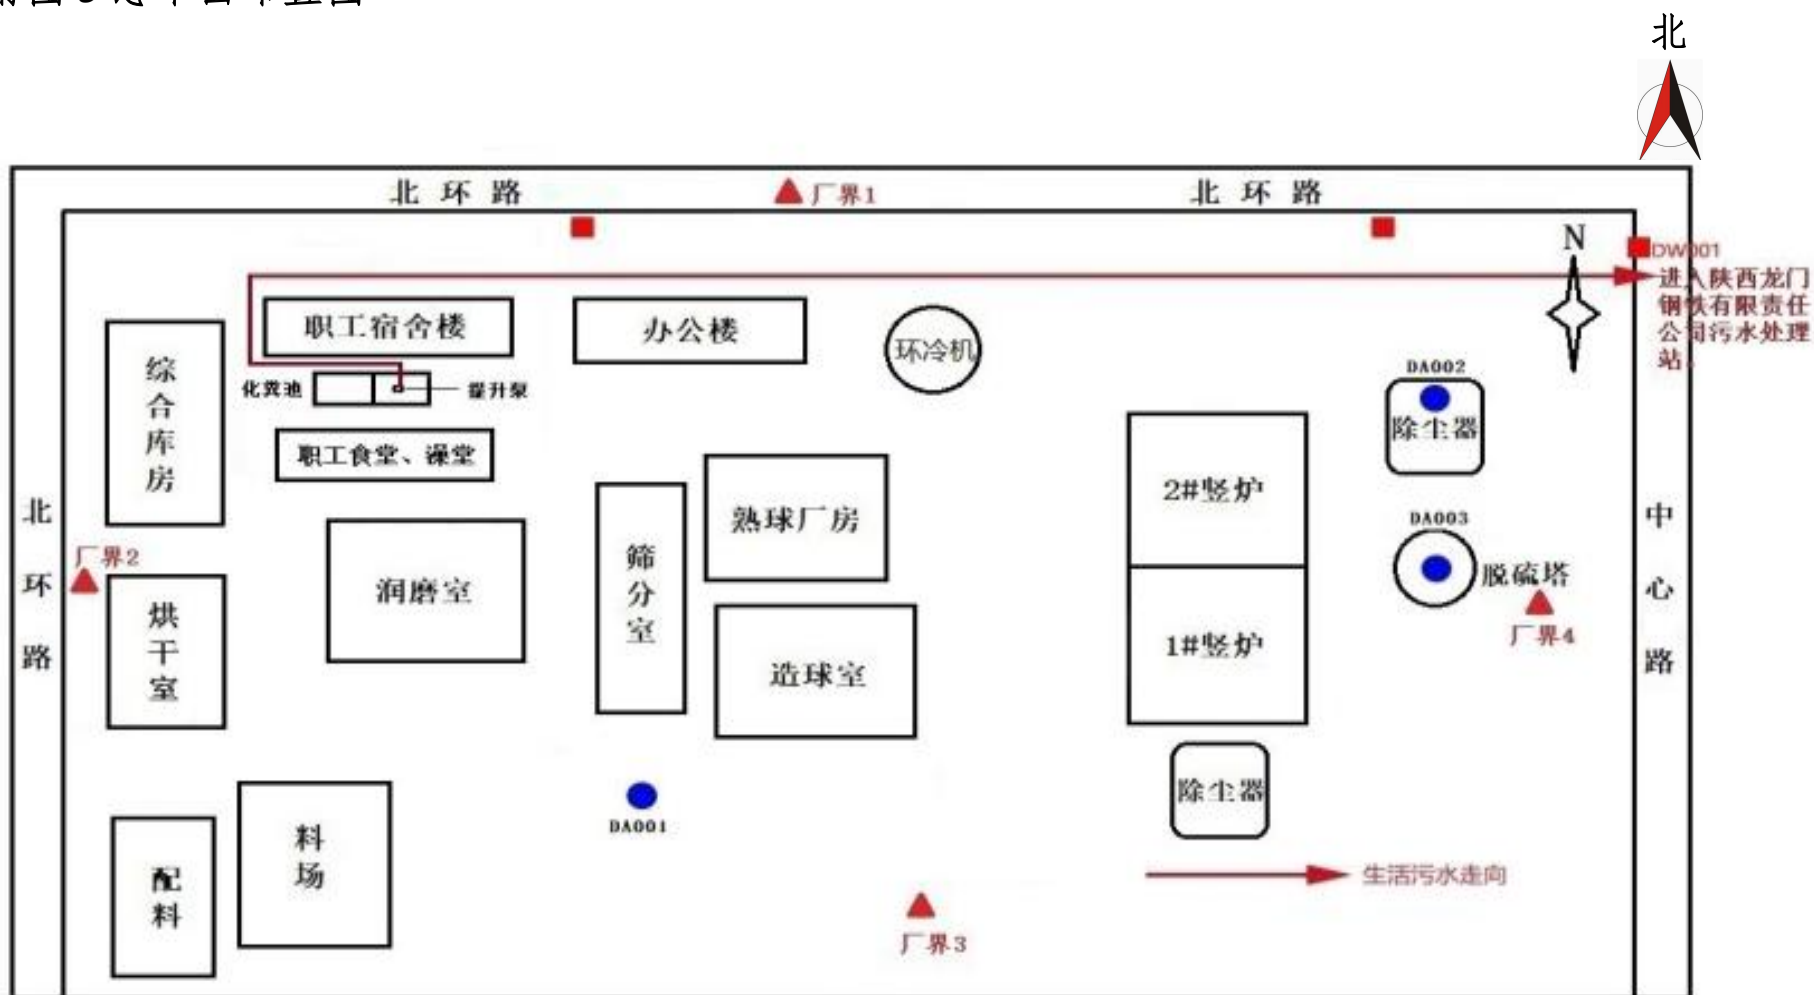 北
北环路
厂界1
北环路
N
DW001
进入陕西龙门
钢铁有限责任
公司污水处理
站。
职工宿舍楼
办公楼
环冷机
综合库房
化粪池
提升泵
职工食堂、澡堂
DA002
除尘器
2#竖炉
熟球厂房
DA003
脱硫塔
厂界4
北环路
中心路
厂界2
烘干室
润磨室
筛分室
造球室
1#竖炉
除尘器
DA001
料场
配料
生活污水走向
厂界3